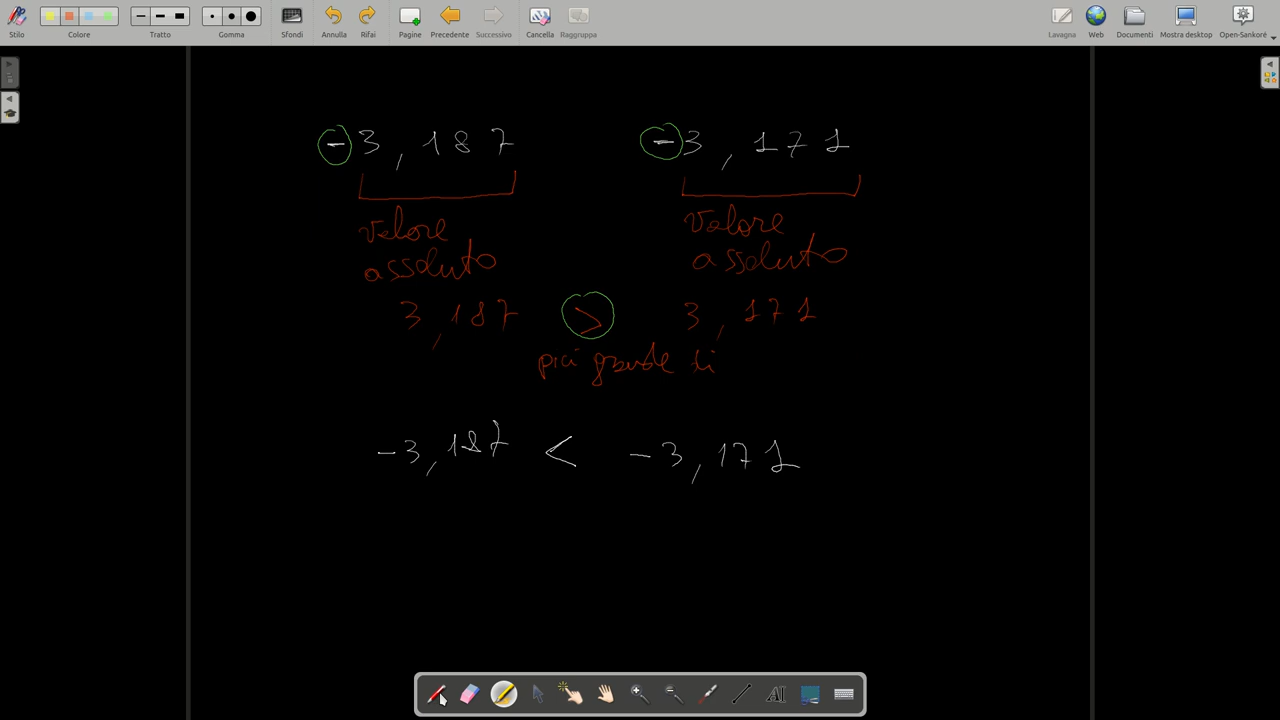 Stilo Colore Tratto Gomma Sfondi Annulla Rifai Pagine Precedente Successivo Cancella Raggruppa Lavagna Web Documenti Mostra desktop Open-Sankoré
-3,187 -3,171
valore valore
assoluto assoluto
3,187 > 3,171
più grande di
-3,187 < -3,171